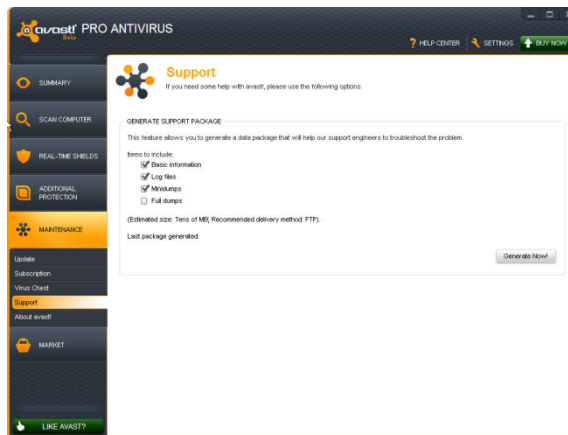 avast! PRO ANTIVIRUS
Beta
? HELP CENTER
SETTINGS
BUY NOW
SUMMARY
SCAN COMPUTER
REAL-TIME SHIELDS
ADDITIONAL
PROTECTION
MAINTENANCE
Update
Subscription
Virus Chest
Support
About avast!
MARKET
LIKE AVAST?
Support
If you need some help with avast!, please use the following options.
GENERATE SUPPORT PACKAGE
This feature allows you to generate a data package that will help our support engineers to troubleshoot the problem.
Items to include:
Basic information
Log files
Minidumps
Full dumps
(Estimated size: Tens of MB; Recommended delivery method: FTP).
Last package generated:
Generate Now!